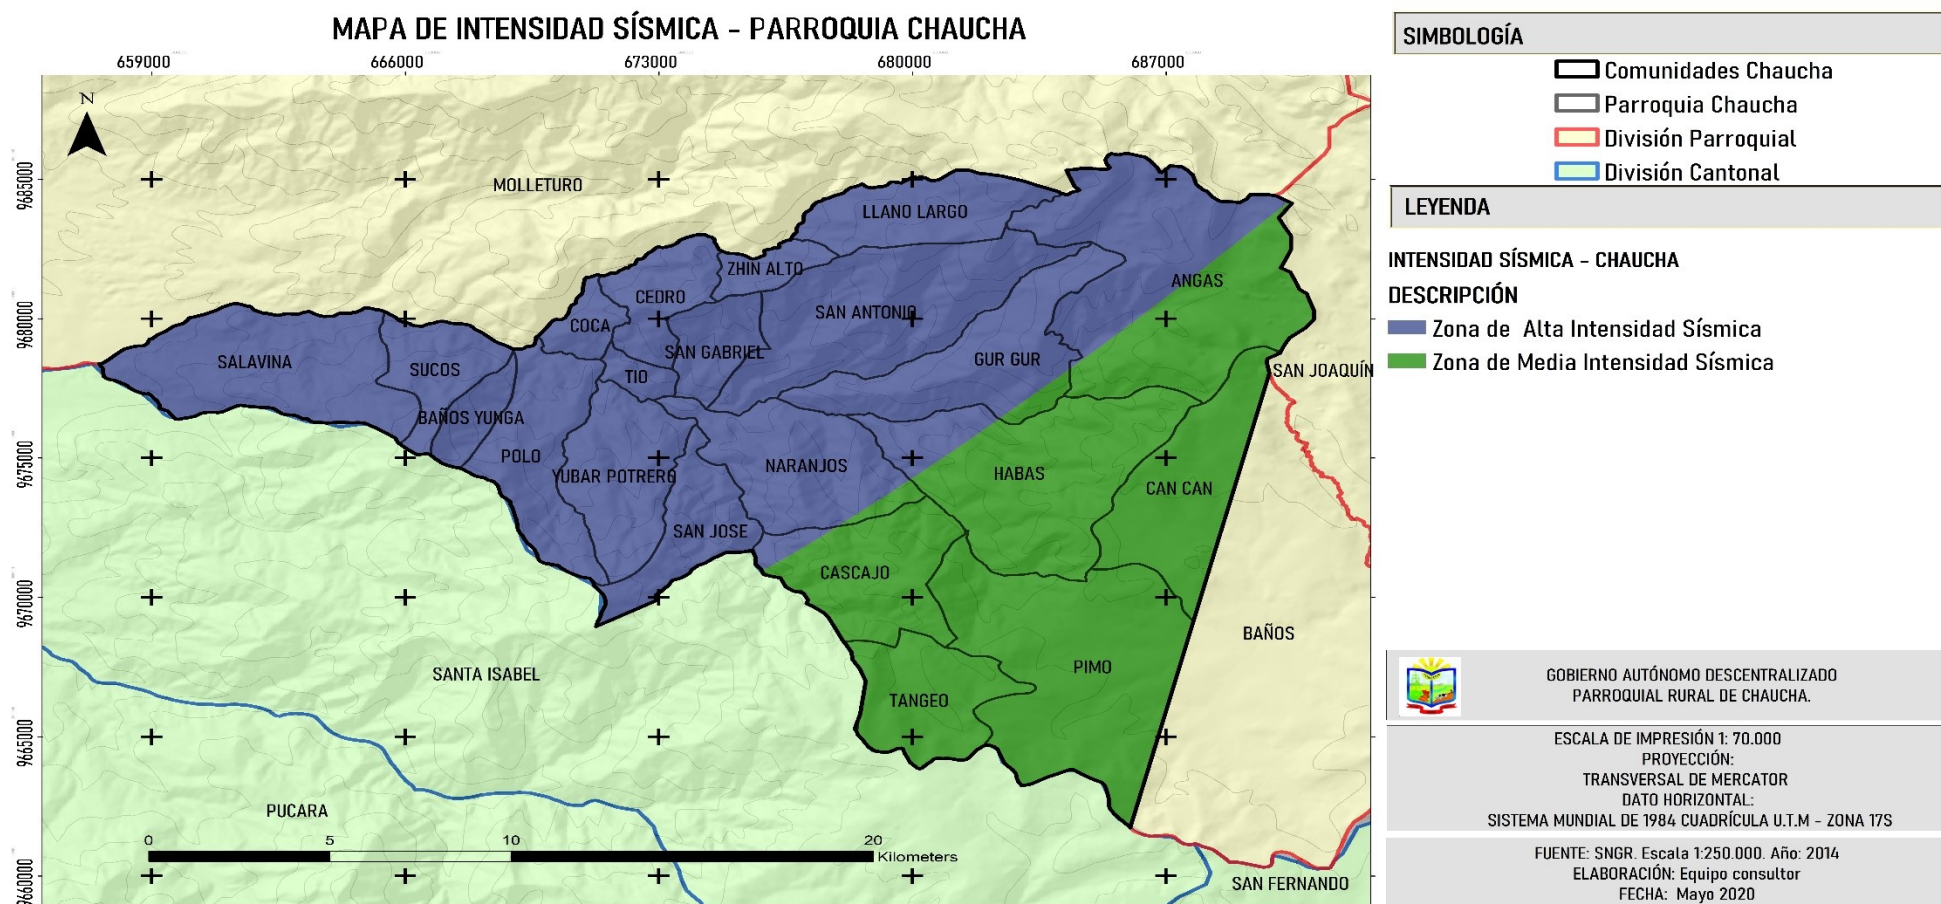 MAPA DE INTENSIDAD SÍSMICA - PARROQUIA CHAUCHA
659000
666000
673000
680000
687000
N
9685000
9680000
9675000
9670000
9665000
9660000
MOLLETURO
LLANO LARGO
ZHIN ALTO
ANGAS
CEDRO
SAN ANTONIO
COCA
SAN GABRIEL
GUR GUR
SALAVINA
SUCOS
TIO
SAN JOAQUÍN
BAÑOS YUNGA
POLO
YUBAR POTRERO
NARANJOS
HABAS
CAN CAN
SAN JOSE
CASCAJO
BAÑOS
SANTA ISABEL
PIMO
TANGEO
PUCARA
SAN FERNANDO
0
5
10
20
Kilometers
SIMBOLOGÍA
Comunidades Chaucha
Parroquia Chaucha
División Parroquial
División Cantonal
LEYENDA
INTENSIDAD SÍSMICA - CHAUCHA
DESCRIPCIÓN
Zona de Alta Intensidad Sísmica
Zona de Media Intensidad Sísmica
GOBIERNO AUTÓNOMO DESCENTRALIZADO
PARROQUIAL RURAL DE CHAUCHA.
ESCALA DE IMPRESIÓN 1: 70.000
PROYECCIÓN:
TRANSVERSAL DE MERCATOR
DATO HORIZONTAL:
SISTEMA MUNDIAL DE 1984 CUADRÍCULA U.T.M - ZONA 17S
FUENTE: SNGR. Escala 1:250.000. Año: 2014
ELABORACIÓN: Equipo consultor
FECHA: Mayo 2020